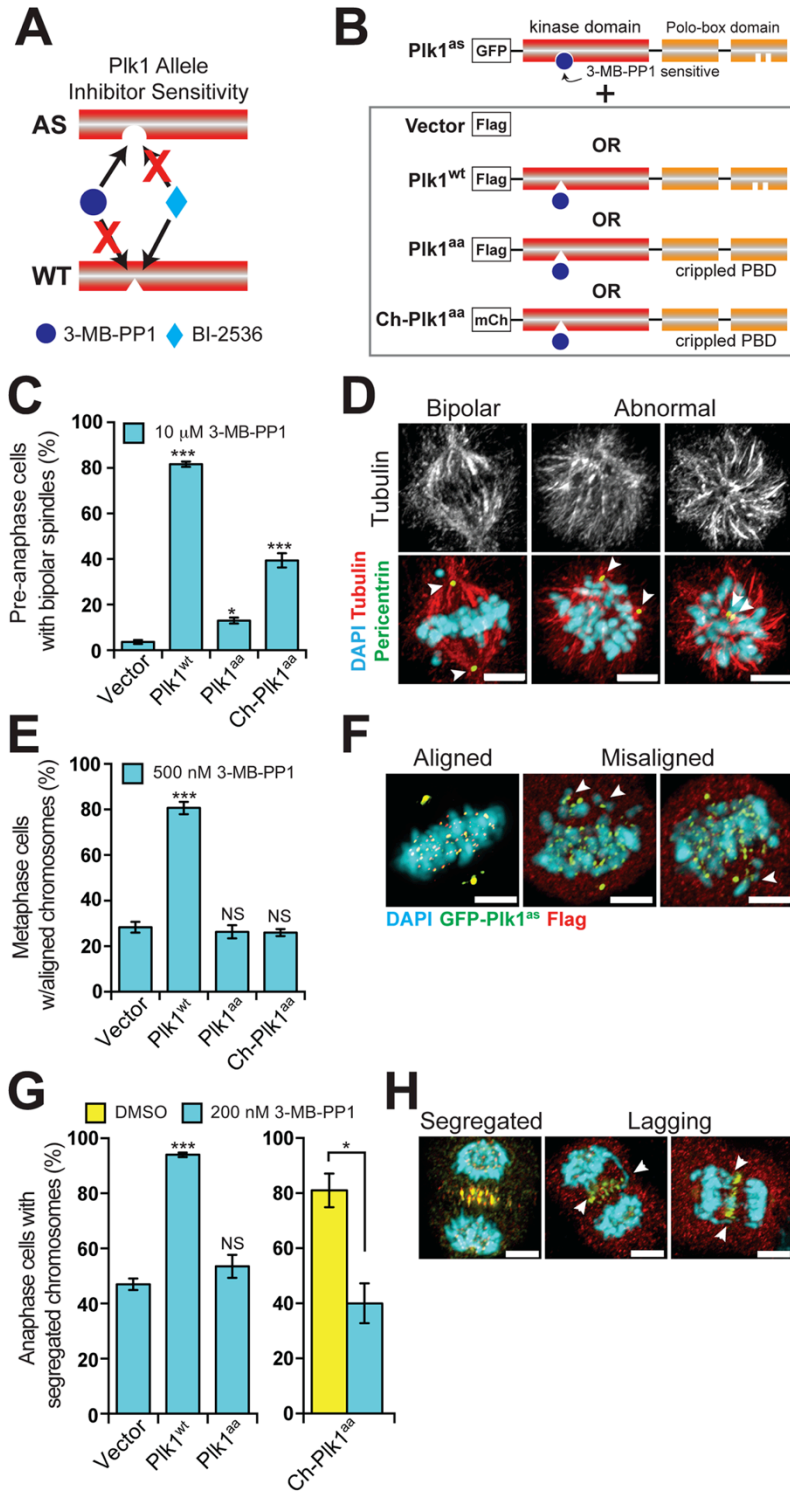 A
Plk1 Allele
Inhibitor Sensitivity
AS
X
X
WT
3-MB-PP1 BI-2536
B
kinase domain Polo-box domain
Plk1as GFP
3-MB-PP1 sensitive
+
Vector Flag
OR
Plk1wt Flag
OR
Plk1aa Flag
crippled PBD
OR
Ch-Plk1aa mCh
crippled PBD
C
Pre-anaphase cells
with bipolar spindles (%)
10 μM 3-MB-PP1
100
80
60
40
20
0
***
*
***
Vector
Plk1wt
Plk1aa
Ch-Plk1aa
D
Bipolar Abnormal
Tubulin
DAPI Tubulin
Pericentrin
E
Metaphase cells
w/aligned chromosomes (%)
500 nM 3-MB-PP1
100
80
60
40
20
0
***
NS
NS
Vector
Plk1wt
Plk1aa
Ch-Plk1aa
F
Aligned Misaligned
DAPI GFP-Plk1as Flag
G
DMSO 200 nM 3-MB-PP1
Anaphase cells with
segregated chromosomes (%)
100
80
60
40
20
0
***
NS
Vector
Plk1wt
Plk1aa
100
80
60
40
20
0
*
Ch-Plk1aa
H
Segregated Lagging